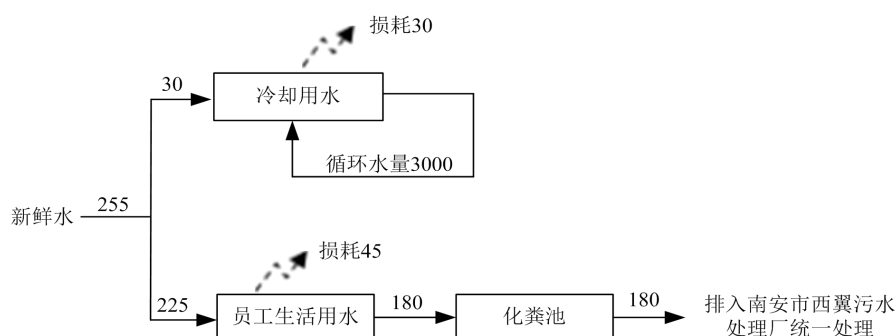 损耗30
30
冷却用水
循环水量3000
新鲜水
255
损耗45
225
员工生活用水
180
化粪池
180
排入南安市西翼污水
处理厂统一处理